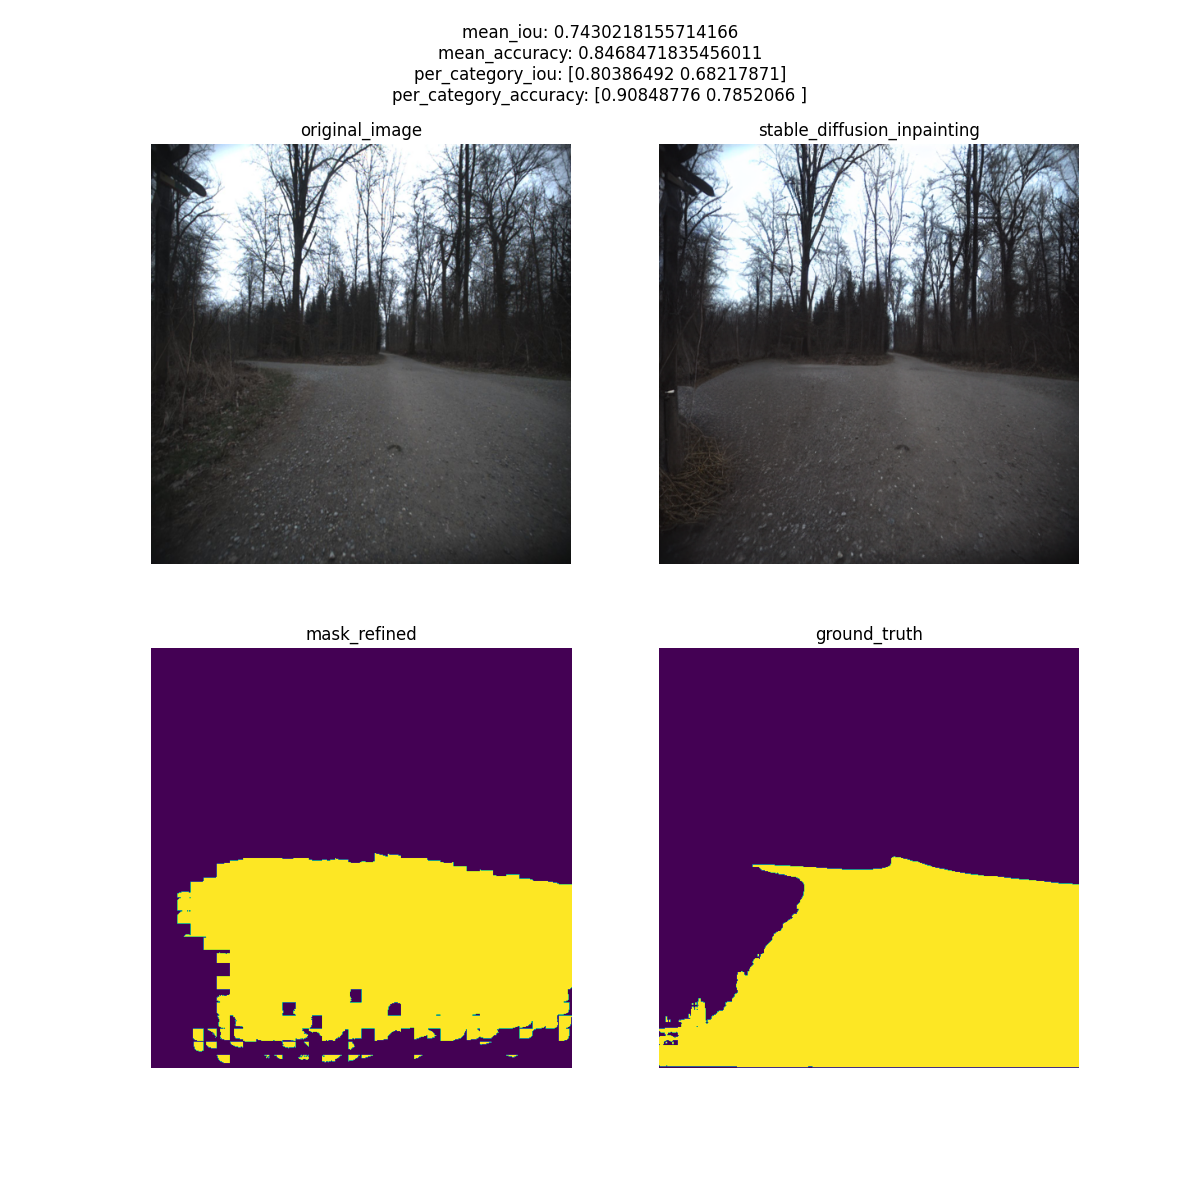 mean_iou: 0.7430218155714166
mean_accuracy: 0.8468471835456011
per_category_iou: [0.80386492 0.68217871]
per_category_accuracy: [0.90848776 0.7852066 ]
original_image
stable_diffusion_inpainting
mask_refined
ground_truth